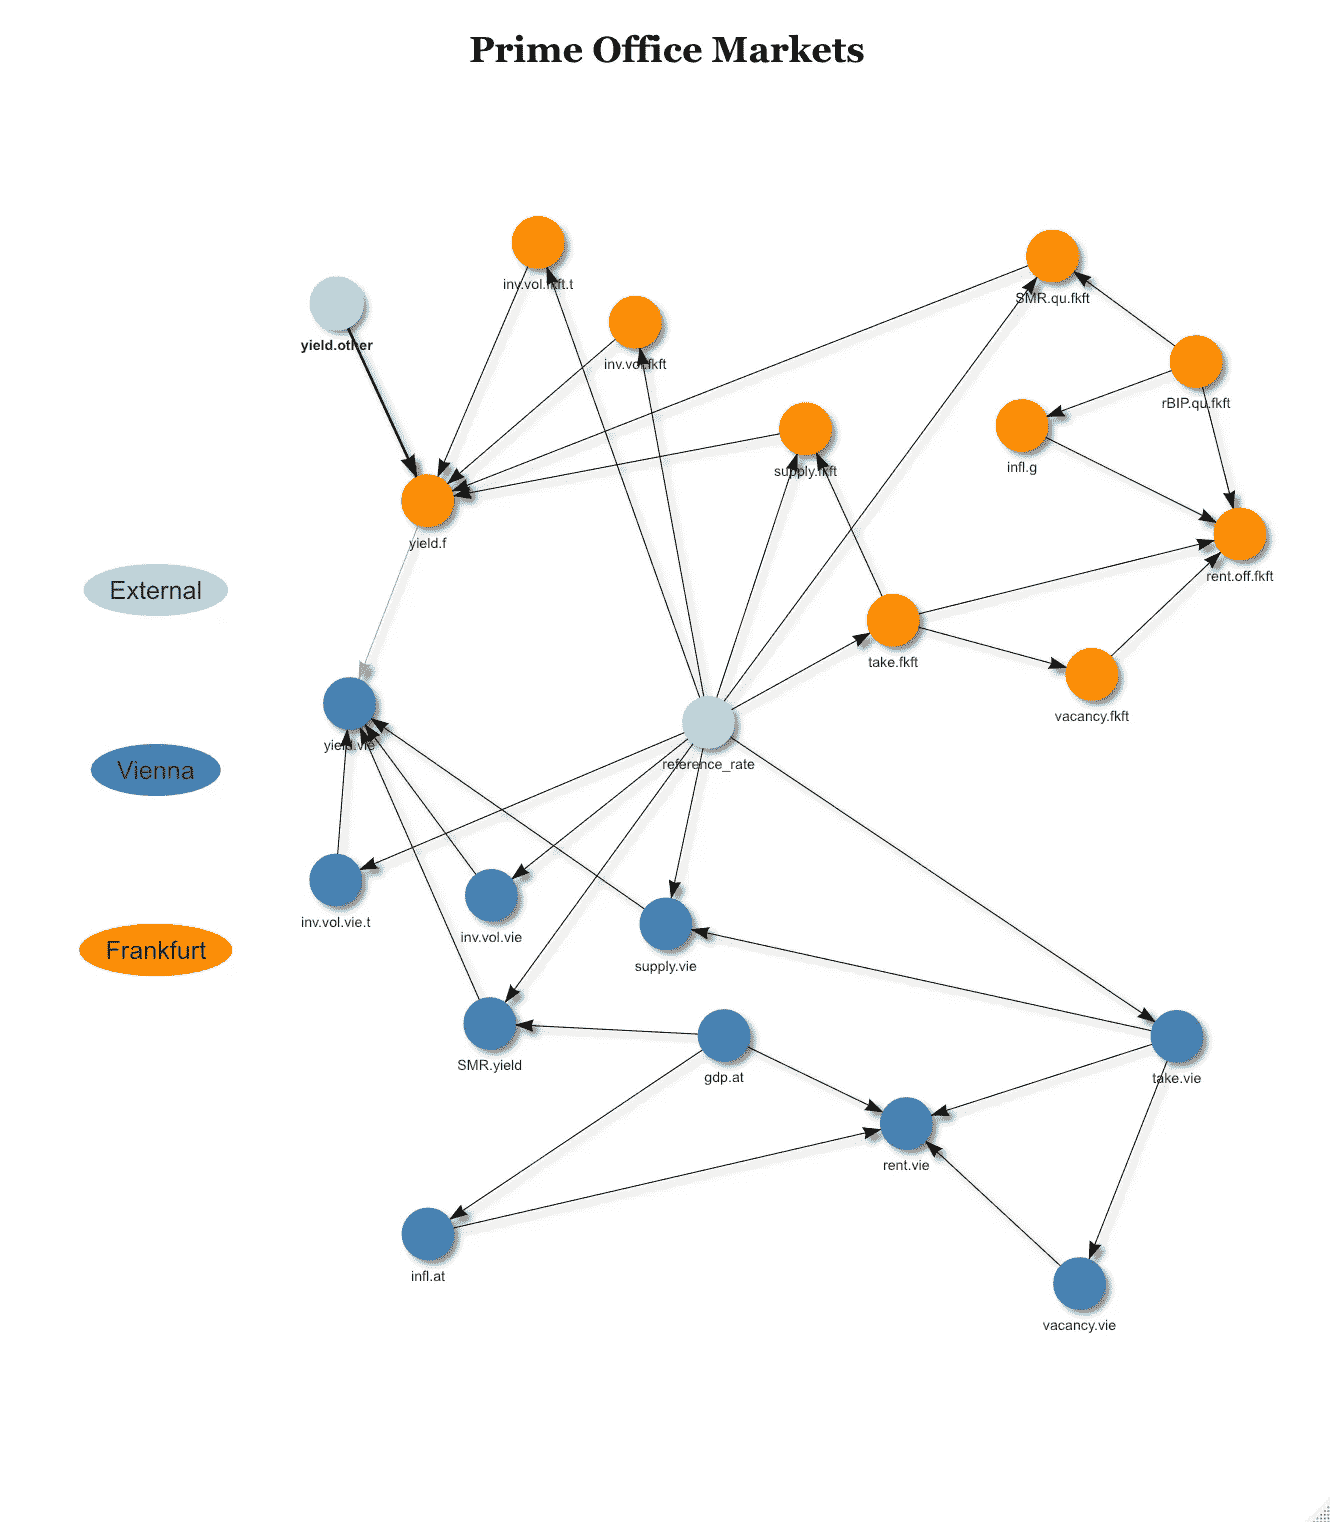 Prime Office Markets
inv.vol.fkft.t
SMR.qu.fkft
yield.other
inv.vol.fkft
rBIP.qu.fkft
supply.fkft
infl.g
yield.f
rent.off.fkft
External
take.fkft
vacancy.fkft
yield.vie
reference_rate
Vienna
inv.vol.vie.t
inv.vol.vie
Frankfurt
supply.vie
SMR.yield
gdp.at
take.vie
rent.vie
infl.at
vacancy.vie